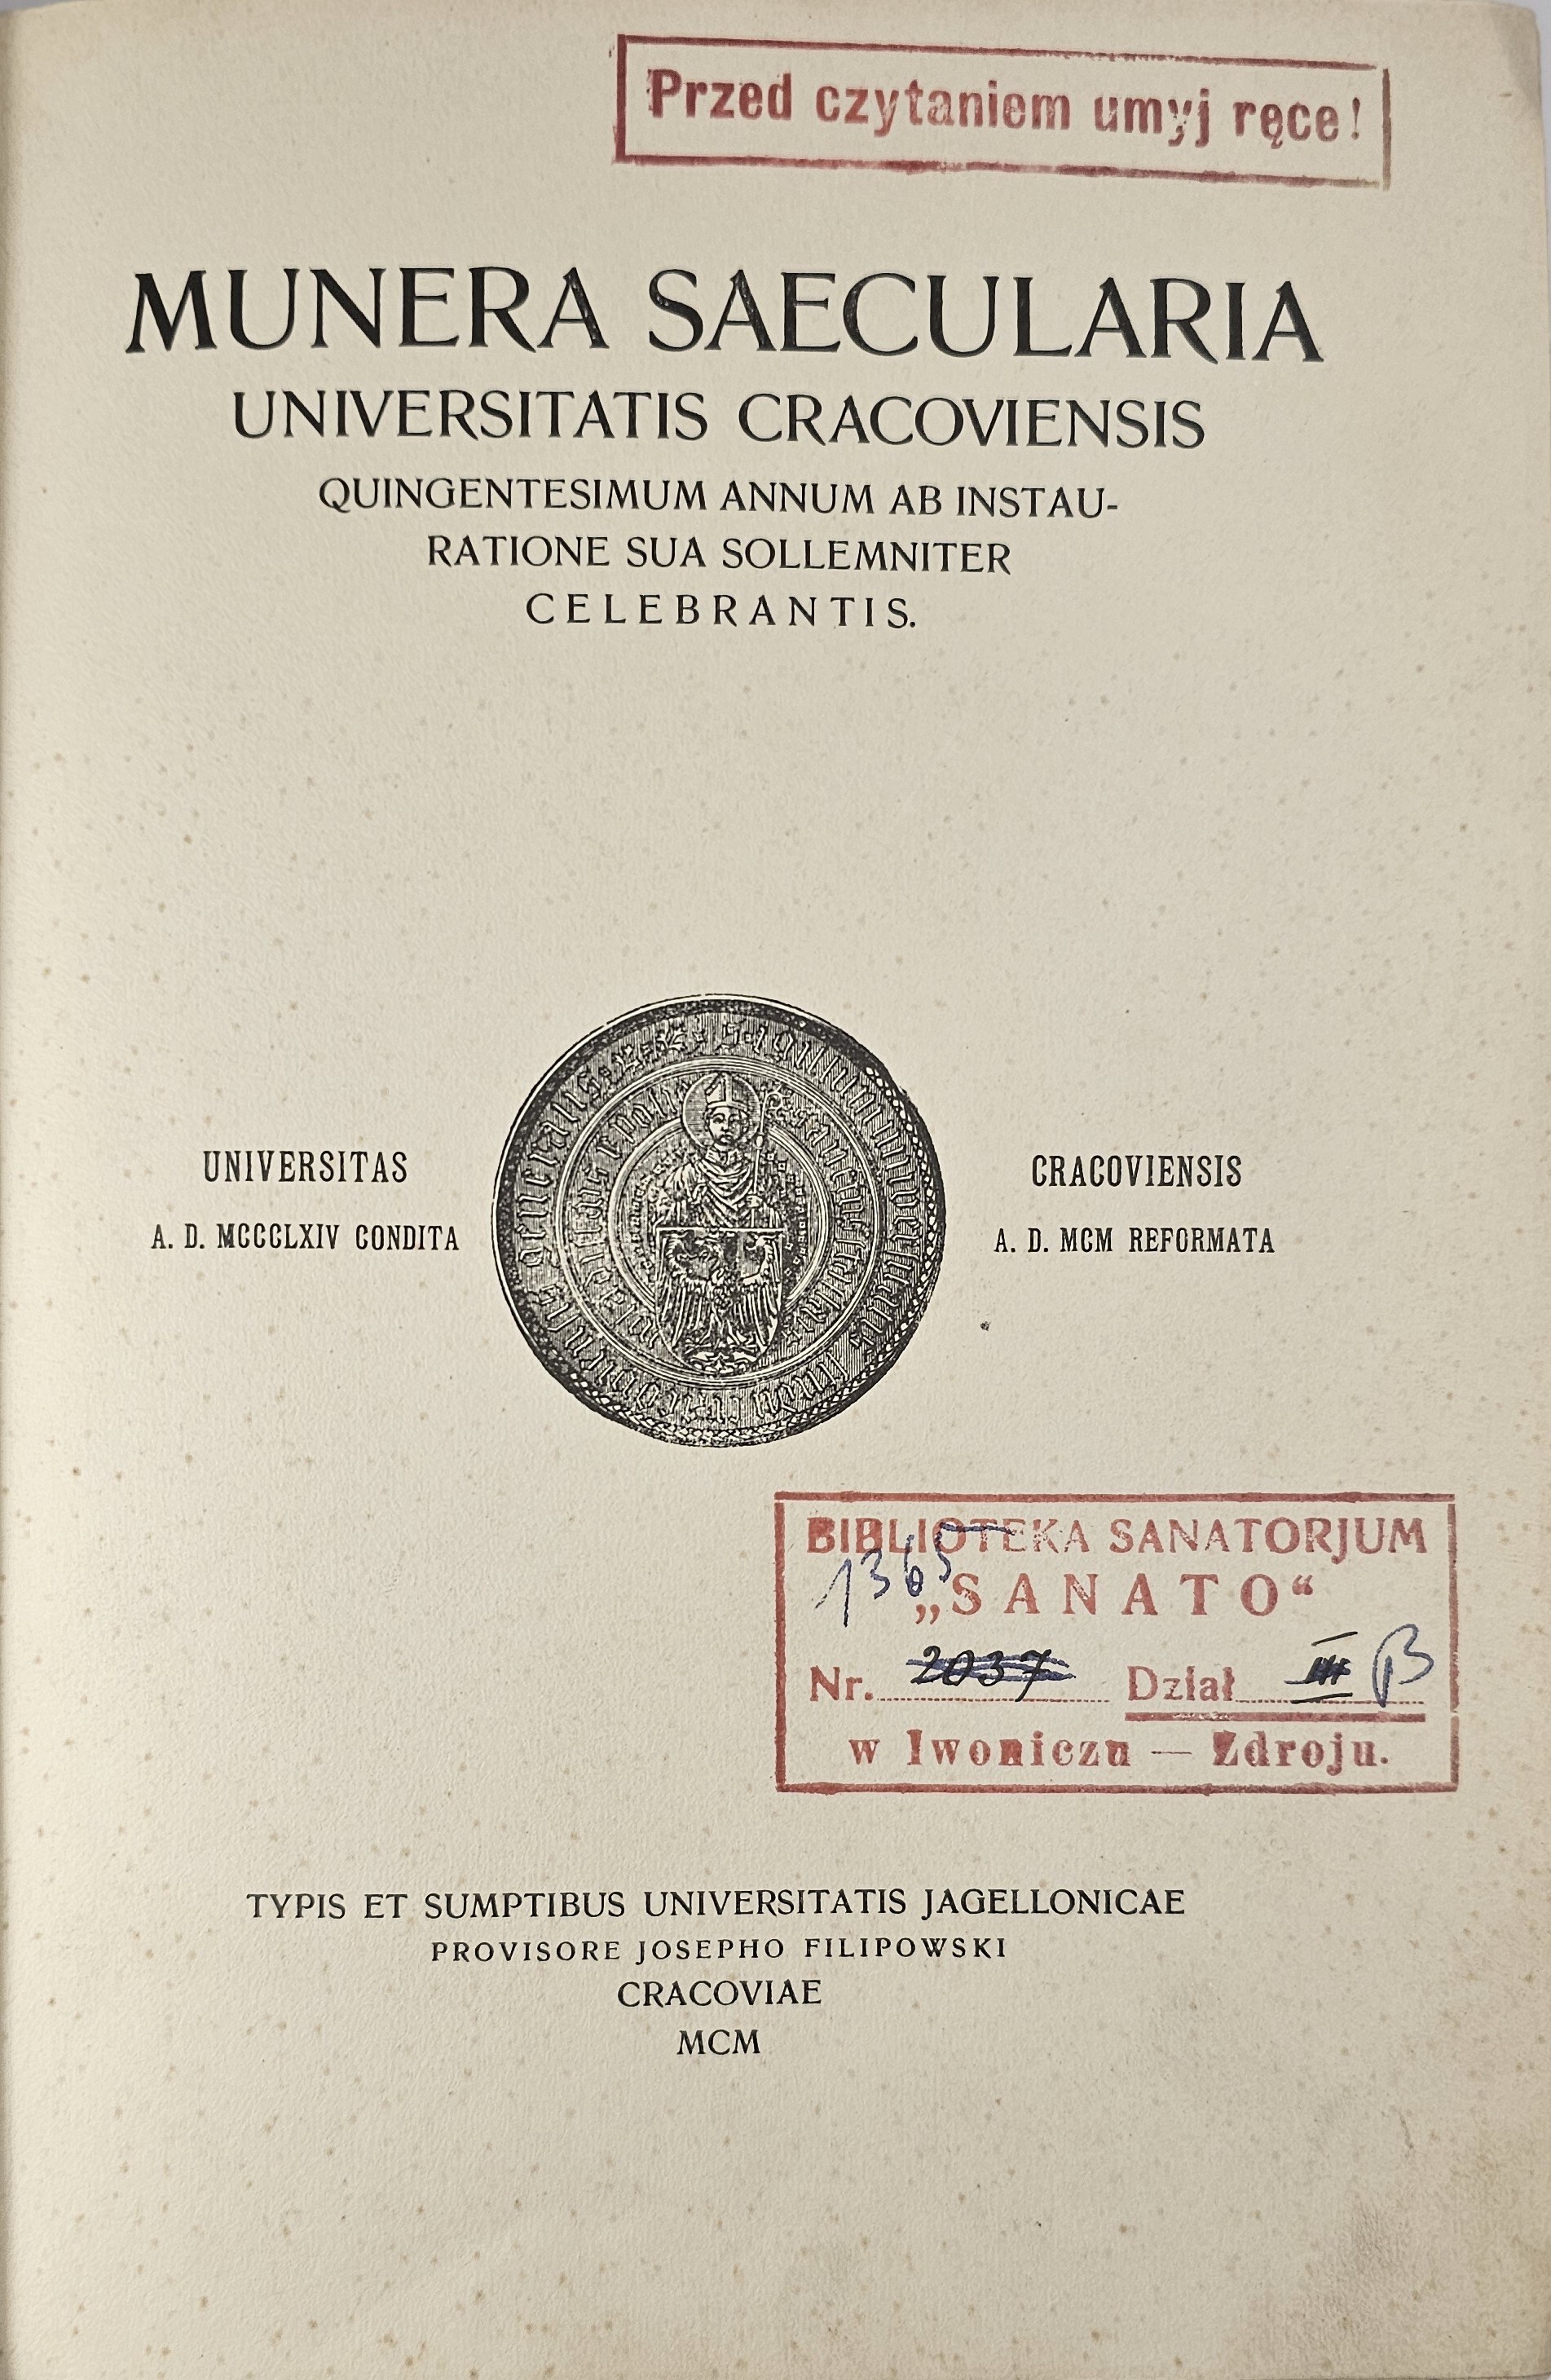 Przed czytaniem umyj ręce!
MUNERA SAECULARIA
UNIVERSITATIS CRACOVIENSIS
QUINGENTESIMUM ANNUM AB INSTAU-
RATIONE SUA SOLLEMNITER
CELEBRANTIS.
UNIVERSITAS
A. D. MCCCLXIV CONDITA
CRACOVIENSIS
A. D. MCM REFORMATA
BIBLIOTEKA SANATORJUM
1365
„SANATO“
Nr. 2037 Dział III B
w Iwoniczu — Zdroju.
TYPIS ET SUMPTIBUS UNIVERSITATIS JAGELLONICAE
PROVISORE JOSEPHO FILIPOWSKI
CRACOVIAE
MCM